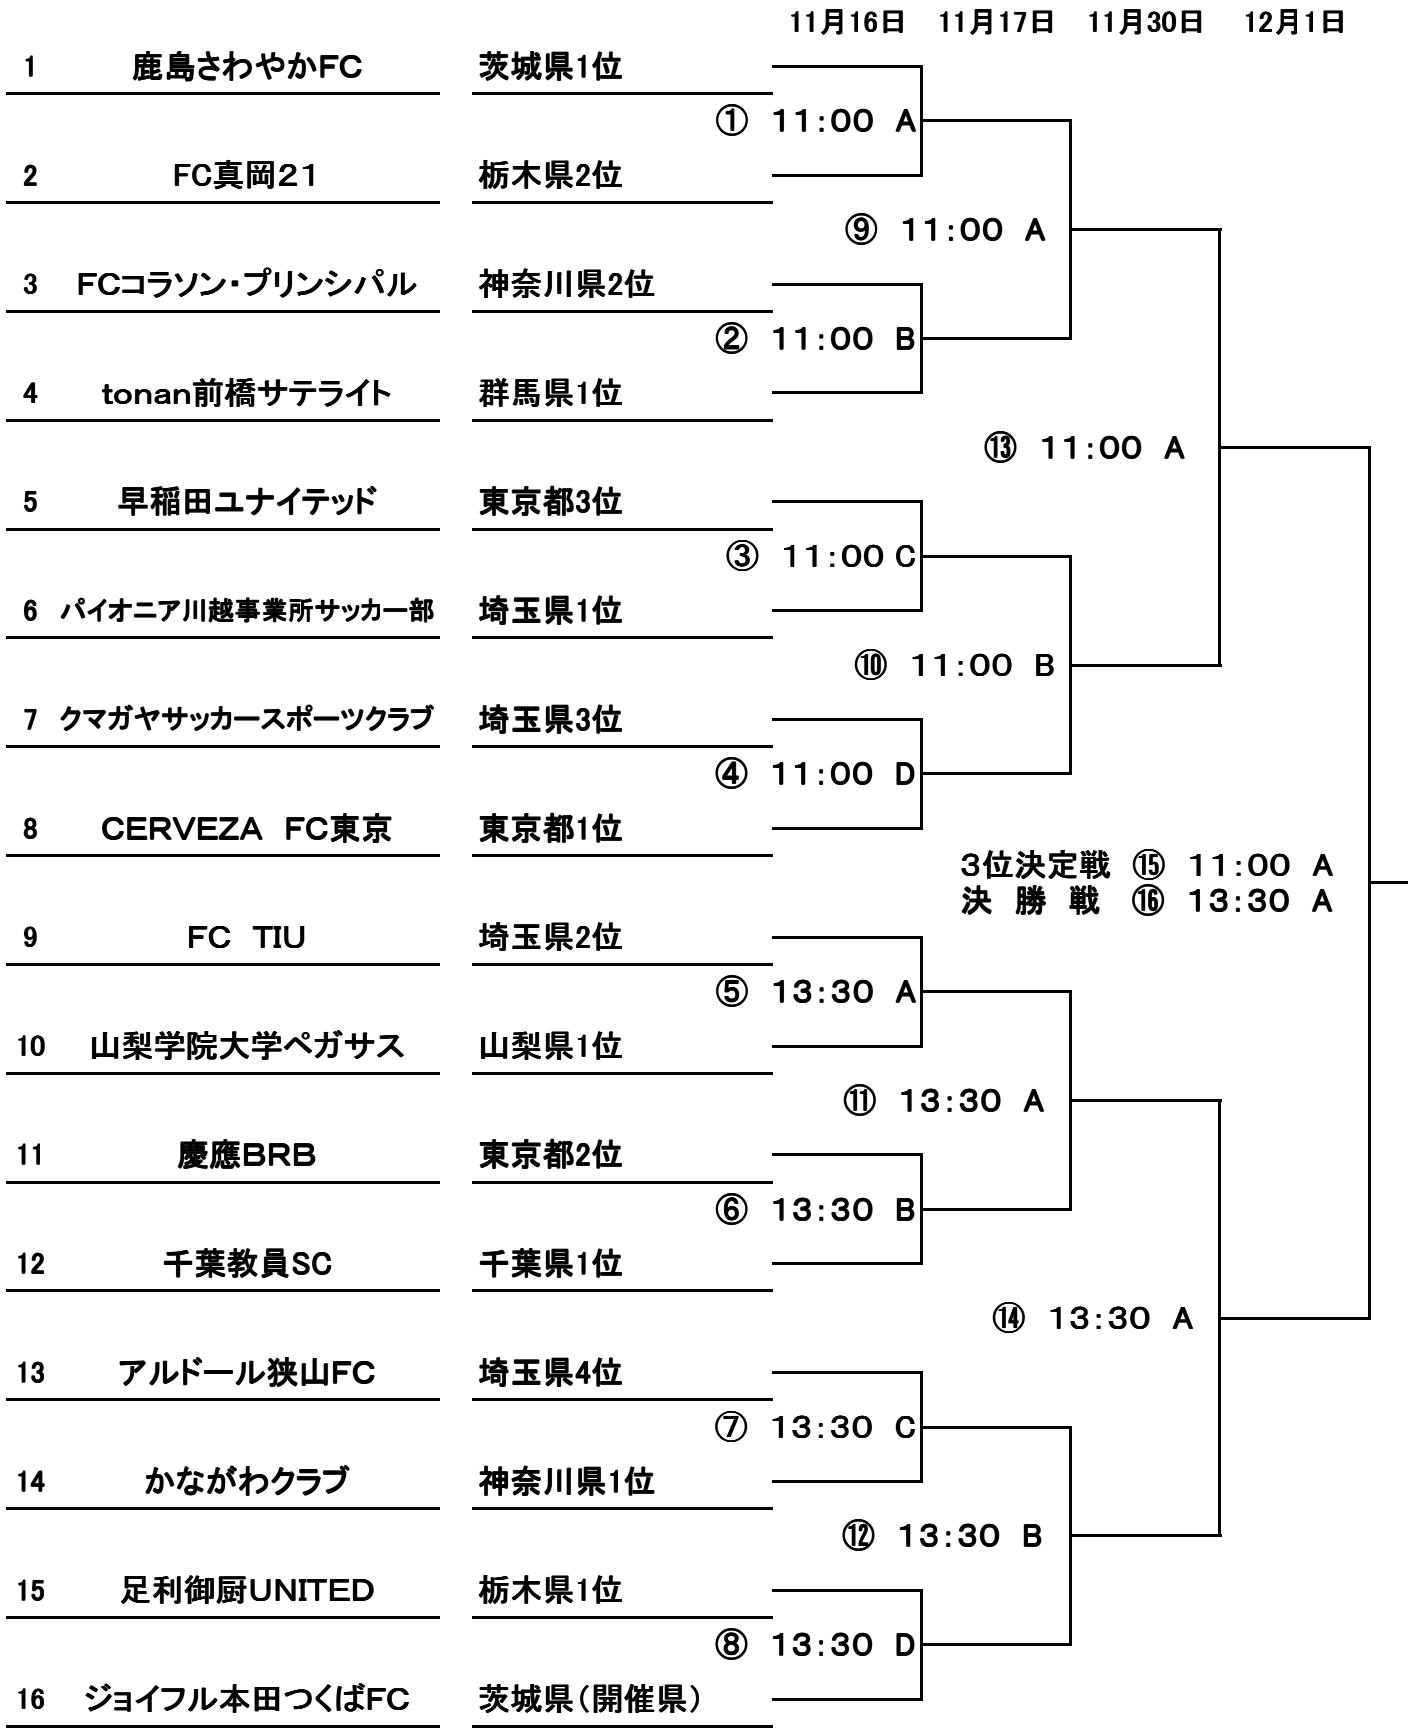 11月16日 11月17日 11月30日 12月1日
1 鹿島さわやかFC 茨城県1位
① 11:00 A
2 FC真岡21 栃木県2位
⑨ 11:00 A
3 FCコラソン・プリンシパル 神奈川県2位
② 11:00 B
4 tonan前橋サテライト 群馬県1位
⑬ 11:00 A
5 早稲田ユナイテッド 東京都3位
③ 11:00 C
6 パイオニア川越事業所サッカー部 埼玉県1位
⑩ 11:00 B
7 クマガヤサッカースポーツクラブ 埼玉県3位
④ 11:00 D
8 CERVEZA FC東京 東京都1位
3位決定戦 ⑮ 11:00 A
決 勝 戦 ⑯ 13:30 A
9 FC TIU 埼玉県2位
⑤ 13:30 A
10 山梨学院大学ペガサス 山梨県1位
⑪ 13:30 A
11 慶應BRB 東京都2位
⑥ 13:30 B
12 千葉教員SC 千葉県1位
⑭ 13:30 A
13 アルドール狭山FC 埼玉県4位
⑦ 13:30 C
14 かながわクラブ 神奈川県1位
⑫ 13:30 B
15 足利御厨UNITED 栃木県1位
⑧ 13:30 D
16 ジョイフル本田つくばFC 茨城県(開催県)